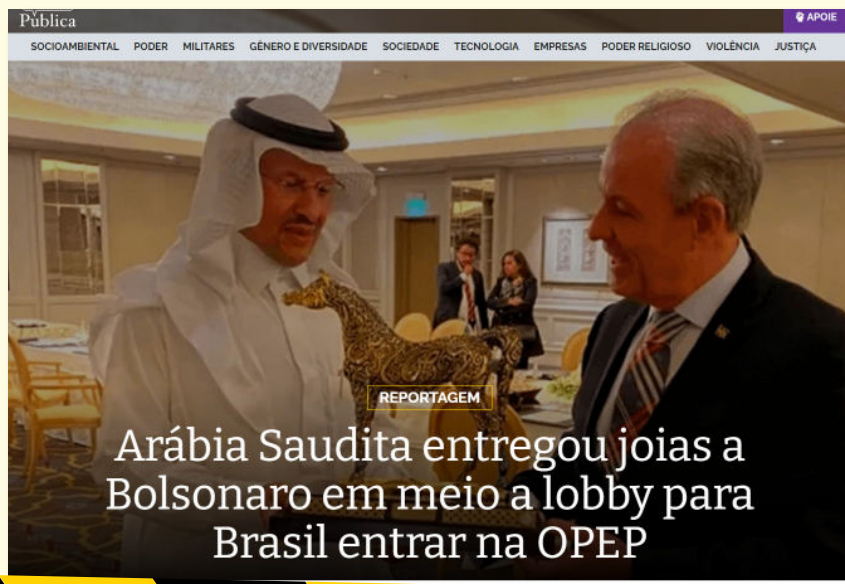 Pública
APOIE
SOCIOAMBIENTAL PODER MILITARES GÊNERO E DIVERSIDADE SOCIEDADE TECNOLOGIA EMPRESAS PODER RELIGIOSO VIOLÊNCIA JUSTIÇA
REPORTAGEM
Arábia Saudita entregou joias a
Bolsonaro em meio a lobby para
Brasil entrar na OPEP